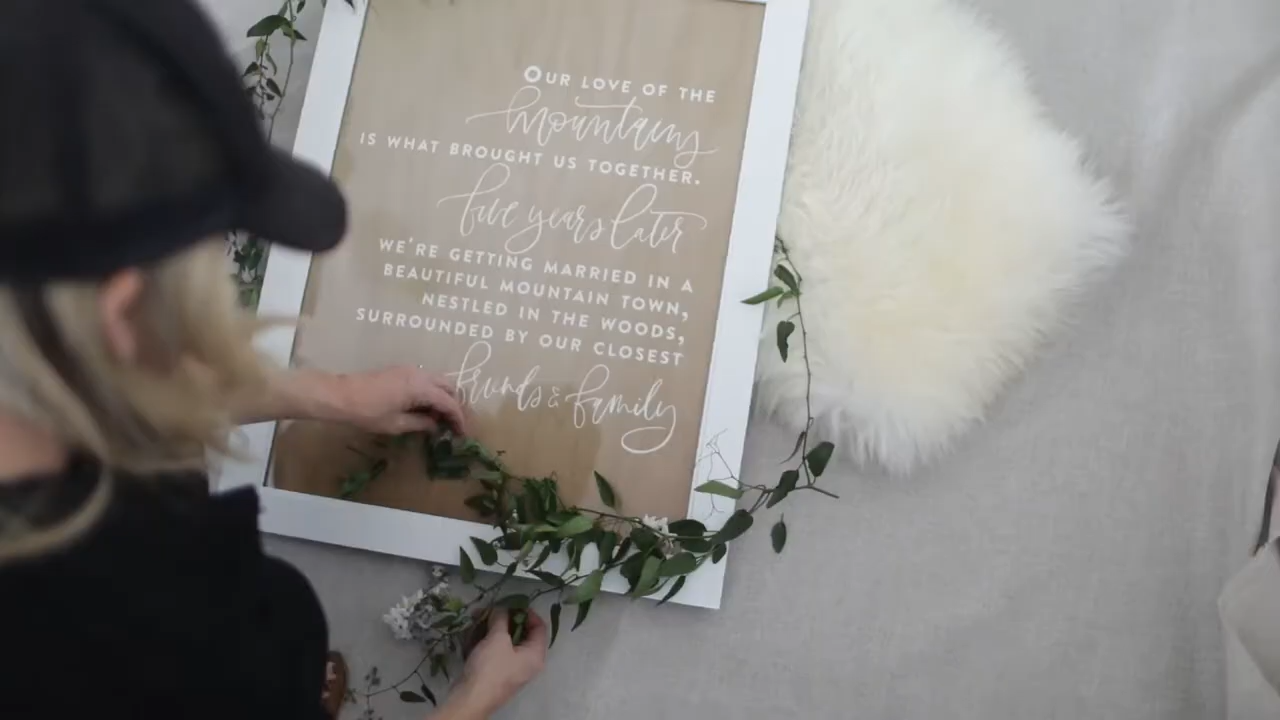 OUR LOVE OF THE
mountains
IS WHAT BROUGHT US TOGETHER.
five years later
WE'RE GETTING MARRIED IN A
BEAUTIFUL MOUNTAIN TOWN,
NESTLED IN THE WOODS,
SURROUNDED BY OUR CLOSEST
friends & family